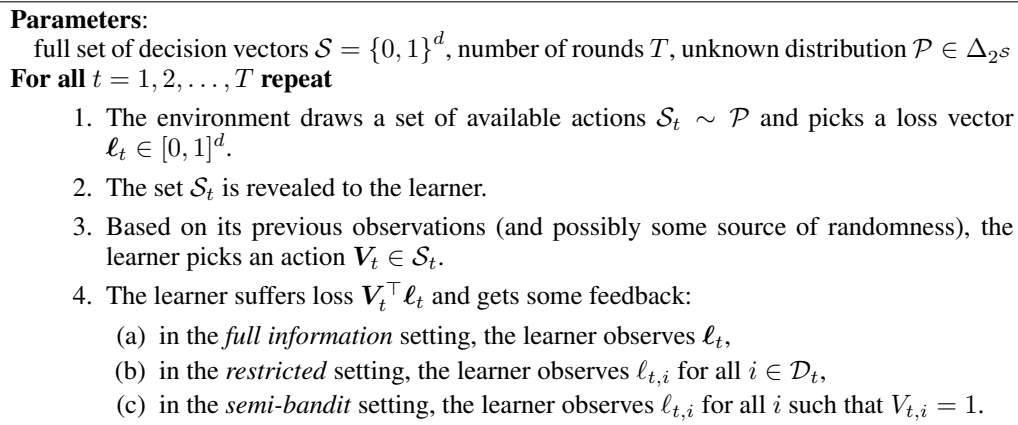 Parameters:
full set of decision vectors 𝒮 = {0, 1}^d, number of rounds T, unknown distribution 𝒫 ∈ Δ_{2^𝒮}
For all t = 1, 2, . . . , T repeat
1. The environment draws a set of available actions 𝒮_t ∼ 𝒫 and picks a loss vector
ℓ_t ∈ [0, 1]^d.
2. The set 𝒮_t is revealed to the learner.
3. Based on its previous observations (and possibly some source of randomness), the
learner picks an action V_t ∈ 𝒮_t.
4. The learner suffers loss V_t^⊤ ℓ_t and gets some feedback:
(a) in the full information setting, the learner observes ℓ_t,
(b) in the restricted setting, the learner observes ℓ_{t,i} for all i ∈ 𝒟_t,
(c) in the semi-bandit setting, the learner observes ℓ_{t,i} for all i such that V_{t,i} = 1.